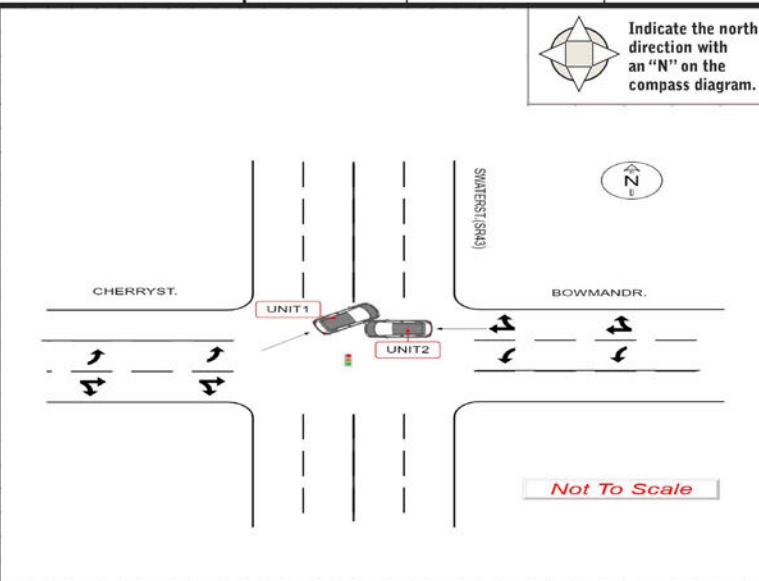 Indicate the north
direction with
an “N” on the
compass diagram.
SWATERST.(SR43)
N
CHERRYST.
BOWMANDR.
UNIT1
UNIT2
Not To Scale